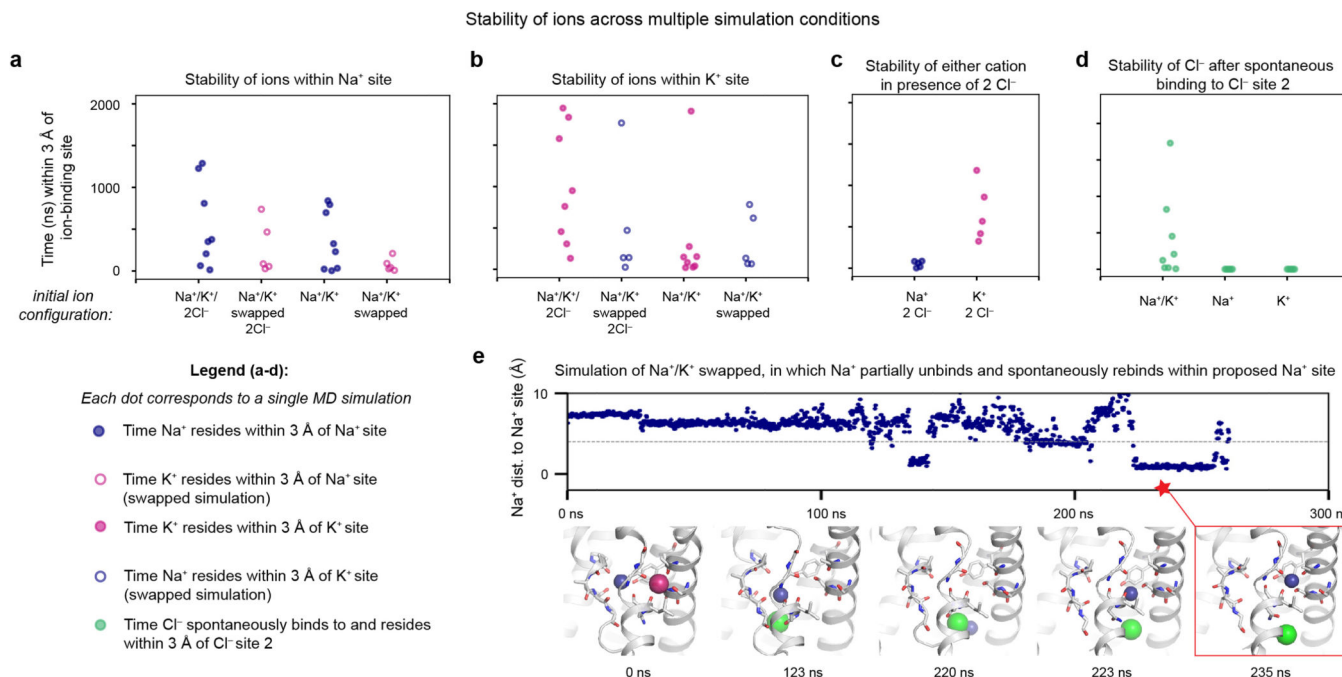 Stability of ions across multiple simulation conditions
a
Stability of ions within Na⁺ site
b
Stability of ions within K⁺ site
c
Stability of either cation
in presence of 2 Cl⁻
d
Stability of Cl⁻ after spontaneous
binding to Cl⁻ site 2
Time (ns) within 3 Å of
ion-binding site
2000
1000
0
initial ion
configuration:
Na⁺/K⁺/
2Cl⁻
Na⁺/K⁺
swapped
2Cl⁻
Na⁺/K⁺
Na⁺/K⁺
swapped
Na⁺/K⁺/
2Cl⁻
Na⁺/K⁺
swapped
2Cl⁻
Na⁺/K⁺
Na⁺/K⁺
swapped
Na⁺
2 Cl⁻
K⁺
2 Cl⁻
Na⁺/K⁺
Na⁺
K⁺
Legend (a-d):
Each dot corresponds to a single MD simulation
Time Na⁺ resides within 3 Å of Na⁺ site
Time K⁺ resides within 3 Å of Na⁺ site
(swapped simulation)
Time K⁺ resides within 3 Å of K⁺ site
Time Na⁺ resides within 3 Å of K⁺ site
(swapped simulation)
Time Cl⁻ spontaneously binds to and resides
within 3 Å of Cl⁻ site 2
e
Simulation of Na⁺/K⁺ swapped, in which Na⁺ partially unbinds and spontaneously rebinds within proposed Na⁺ site
Na⁺ dist. to Na⁺ site (Å)
10
0
0 ns
100 ns
200 ns
300 ns
0 ns
123 ns
220 ns
223 ns
235 ns